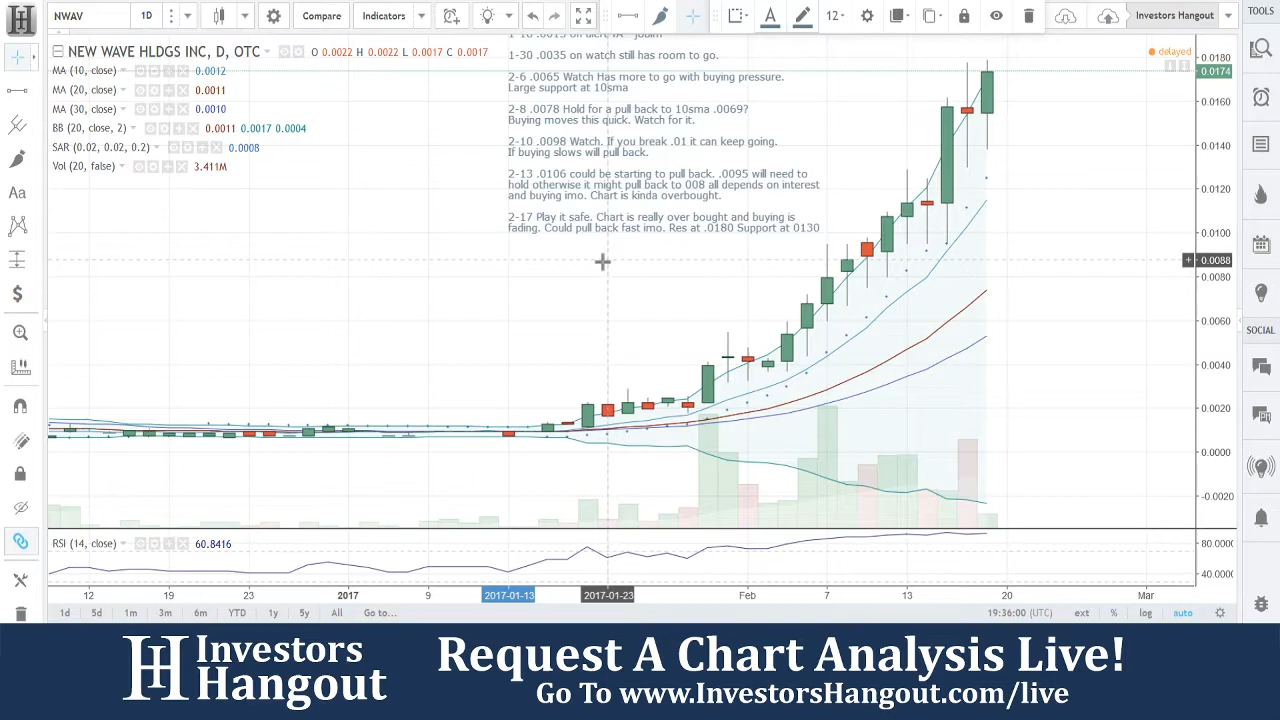 NWAV 1D Compare Indicators 12 Investors Hangout TOOLS
NEW WAVE HLDGS INC, D, OTC O 0.0022 H 0.0022 L 0.0017 C 0.0017
MA (10, close) 0.0012
MA (20, close) 0.0011
MA (30, close) 0.0010
BB (20, close, 2) 0.0011 0.0017 0.0004
SAR (0.02, 0.02, 0.2) 0.0008
Vol (20, false) 3.411M
1-30 .0035 on watch still has room to go.
2-6 .0065 Watch Has more to go with buying pressure.
Large support at 10sma
2-8 .0078 Hold for a pull back to 10sma .0069?
Buying moves this quick. Watch for it.
2-10 .0098 Watch. If you break .01 it can keep going.
If buying slows will pull back.
2-13 .0106 could be starting to pull back. .0095 will need to
hold otherwise it might pull back to 008 all depends on interest
and buying imo. Chart is kinda overbought.
2-17 Play it safe. Chart is really over bought and buying is
fading. Could pull back fast imo. Res at .0180 Support at 0130
delayed
0.0180
0.0174
0.0160
0.0140
0.0120
0.0100
0.0088
0.0080
0.0060
0.0040
0.0020
0.0000
-0.0020
SOCIAL
RSI (14, close) 60.8416
80.0000
40.0000
12 19 23 2017 9 2017-01-13 2017-01-23 Feb 7 13 20 Mar
1d 5d 1m 3m 6m YTD 1y 5y All Go to... 19:36:00 (UTC) ext % log auto
IH Investors
Hangout
Request A Chart Analysis Live!
Go To www.InvestorsHangout.com/live